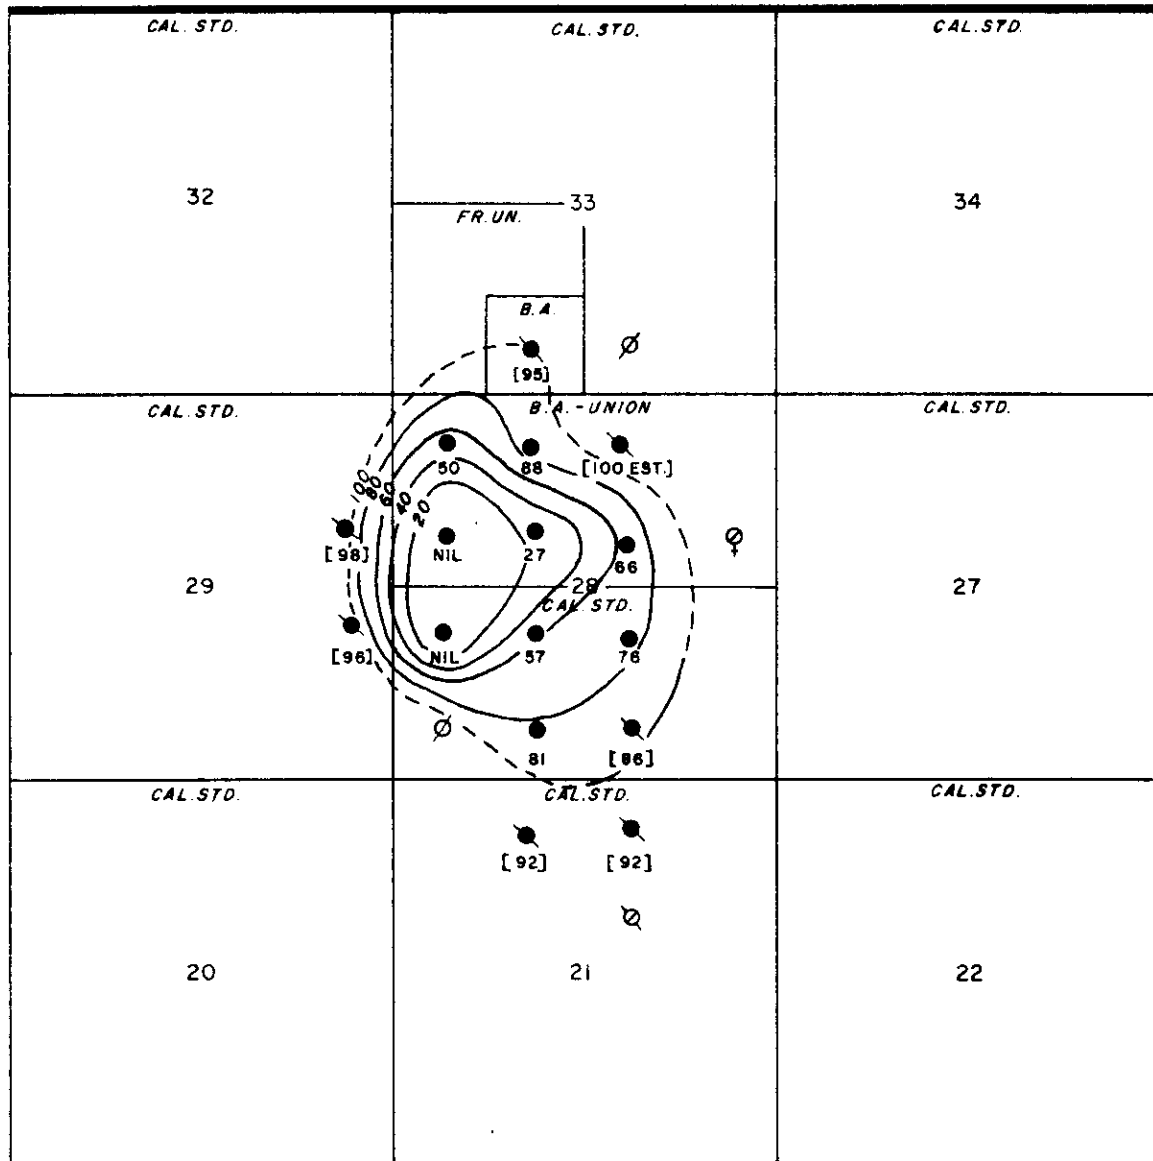 CAL. STD. CAL. STD. CAL. STD.
32 33 34
FR. UN.
B. A.
[95]
CAL. STD. B. A. - UNION CAL. STD.
50 88 [100 EST.]
100 80 60 40 20
[98] NIL 27 66
29 28 27
CAL. STD.
[96] NIL 57 76
81 [86]
CAL. STD. CAL. STD. CAL. STD.
[92] [92]
20 21 22